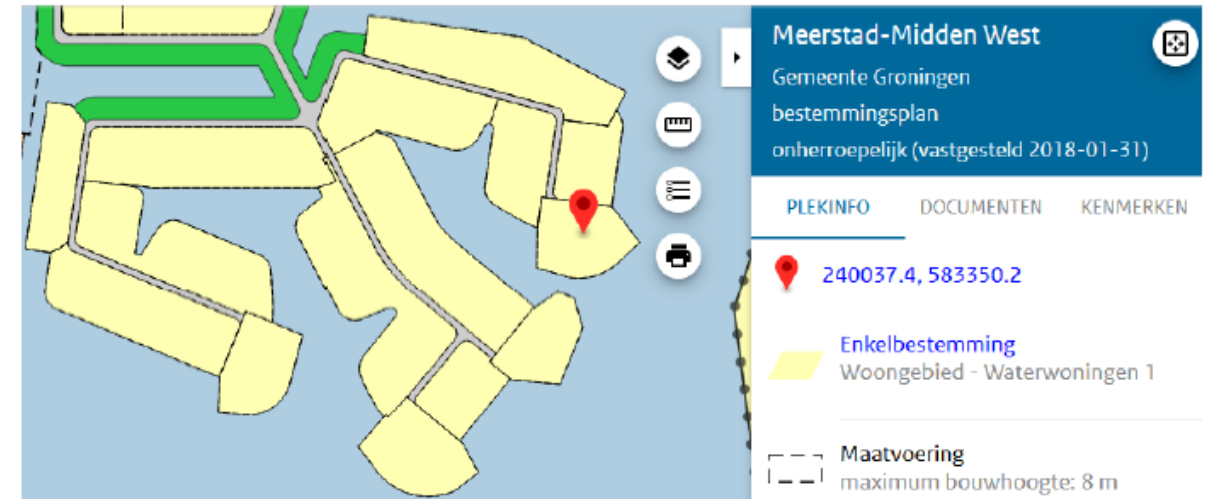 Meerstad-Midden West
Gemeente Groningen
bestemmingsplan
onherroepelijk (vastgesteld 2018-01-31)
PLEKINFO DOCUMENTEN KENMERKEN
240037.4, 583350.2
Enkelbestemming
Woongebied - Waterwoningen 1
Maatvoering
maximum bouwhoogte: 8 m